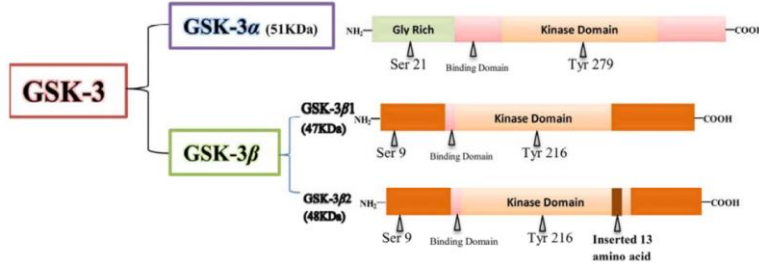 GSK-3
GSK-3α (51KDa)
NH₂
Gly Rich
Kinase Domain
COOH
Ser 21
Binding Domain
Tyr 279
GSK-3β
GSK-3β1
(47KDa)
NH₂
Kinase Domain
COOH
Ser 9
Binding Domain
Tyr 216
GSK-3β2
(48KDa)
NH₂
Kinase Domain
COOH
Ser 9
Binding Domain
Tyr 216
Inserted 13
amino acid